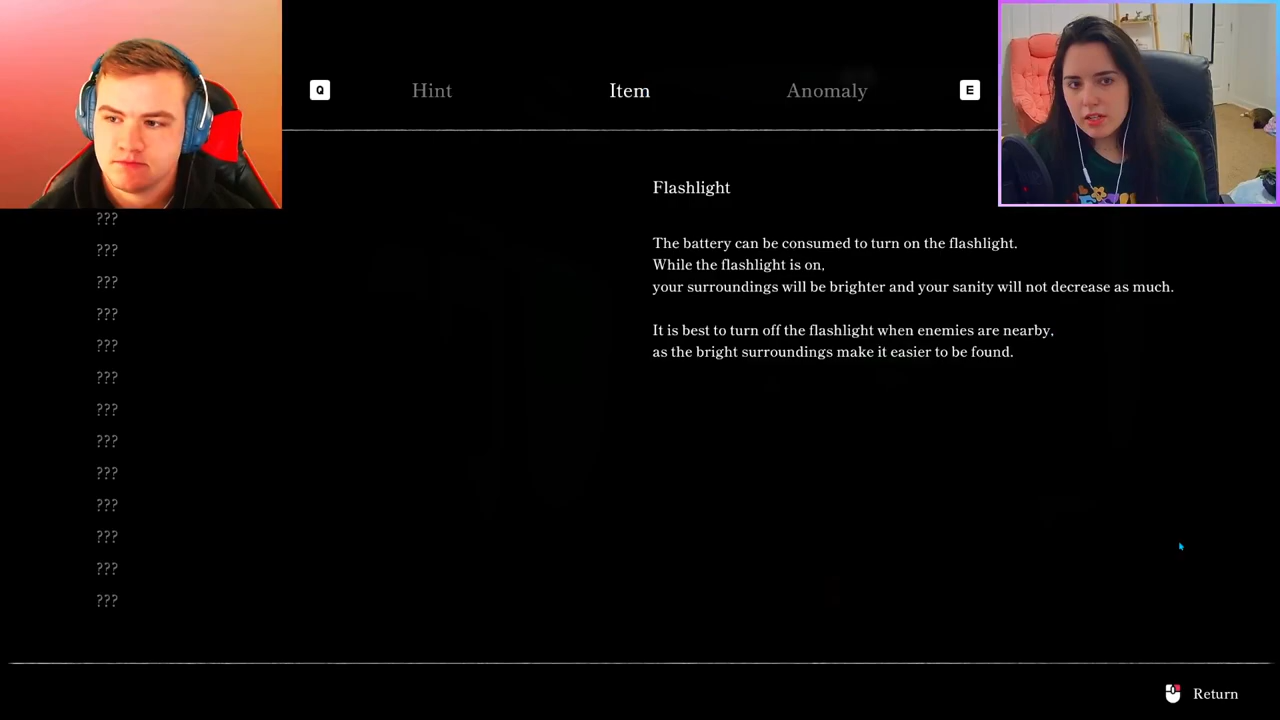 Q
Hint
Item
Anomaly
E
Flashlight
The battery can be consumed to turn on the flashlight.
While the flashlight is on,
your surroundings will be brighter and your sanity will not decrease as much.
It is best to turn off the flashlight when enemies are nearby,
as the bright surroundings make it easier to be found.
???
???
???
???
???
???
???
???
???
???
???
???
???
Return